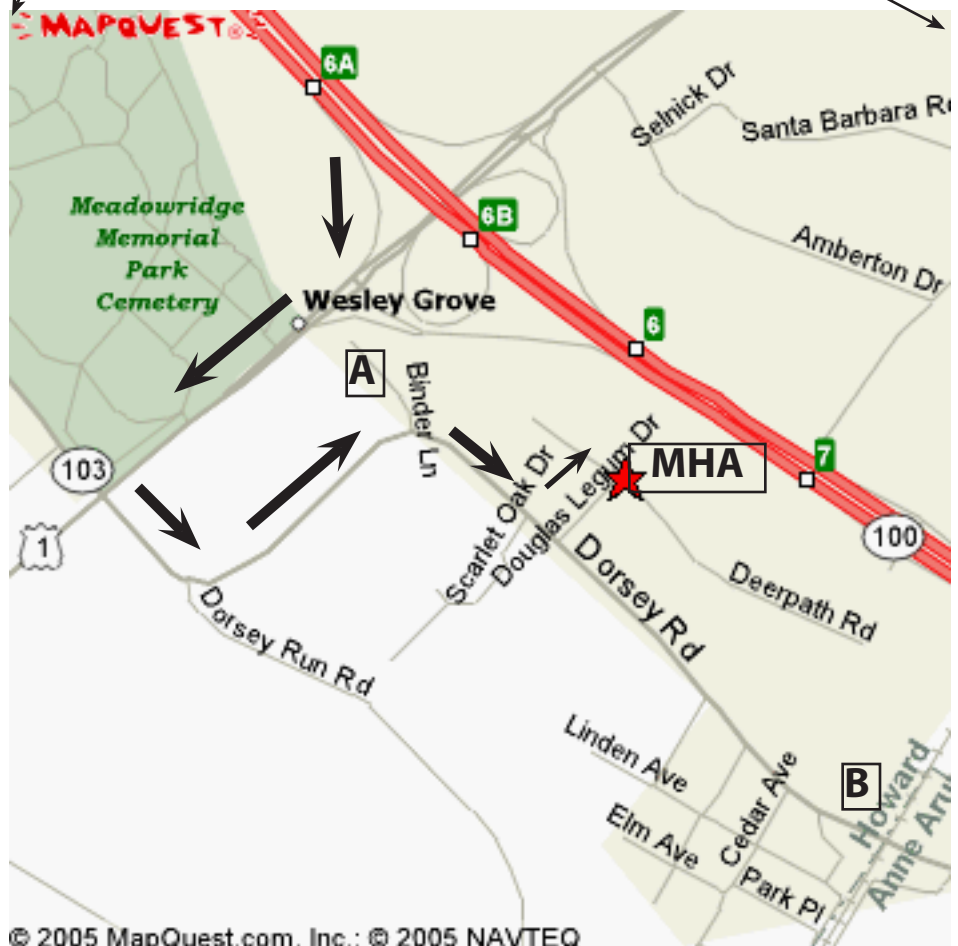 MAPQUEST®
6A
Selnick Dr
Santa Barbara R
Meadowridge
Memorial
Park
Cemetery
6B
Amberton Dr
Wesley Grove
6
A
Binder Ln
103
MHA
7
1
Scarlet Oak Dr
Douglas Legum Dr
100
Dorsey Rd
Deerpath Rd
Dorsey Run Rd
Linden Ave
B
Howard
Elm Ave
Cedar Ave
Anne Aru
Park Pl
© 2005 MapQuest.com, Inc.; © 2005 NAVTEQ